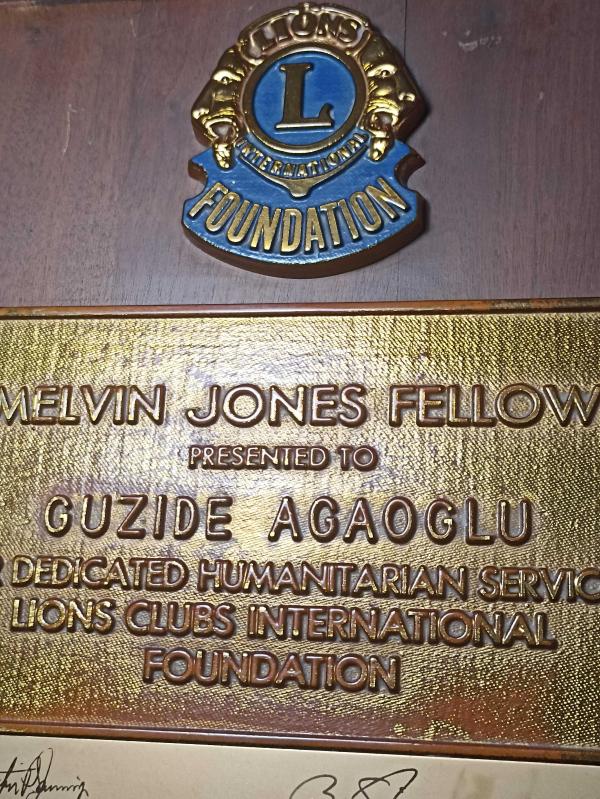 LIONS
L
INTERNATIONAL
FOUNDATION
MELVIN JONES FELLOW
PRESENTED TO
GUZIDE AGAOGLU
R DEDICATED HUMANITARIAN SERVIC
LIONS CLUBS INTERNATIONAL
FOUNDATION